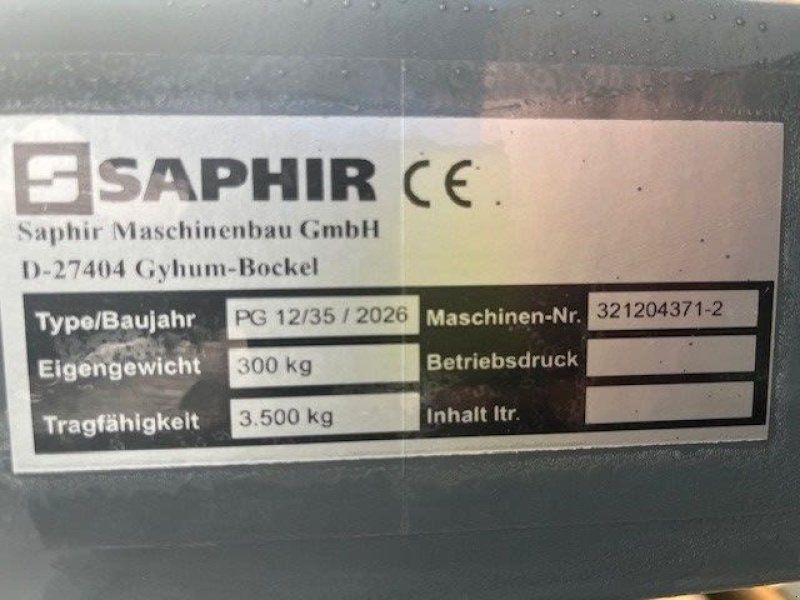 SAPHIR CE
Saphir Maschinenbau GmbH
D-27404 Gyhum-Bockel
Type/Baujahr PG 12/35 / 2026 Maschinen-Nr. 321204371-2
Eigengewicht 300 kg Betriebsdruck
Tragfähigkeit 3.500 kg Inhalt ltr.